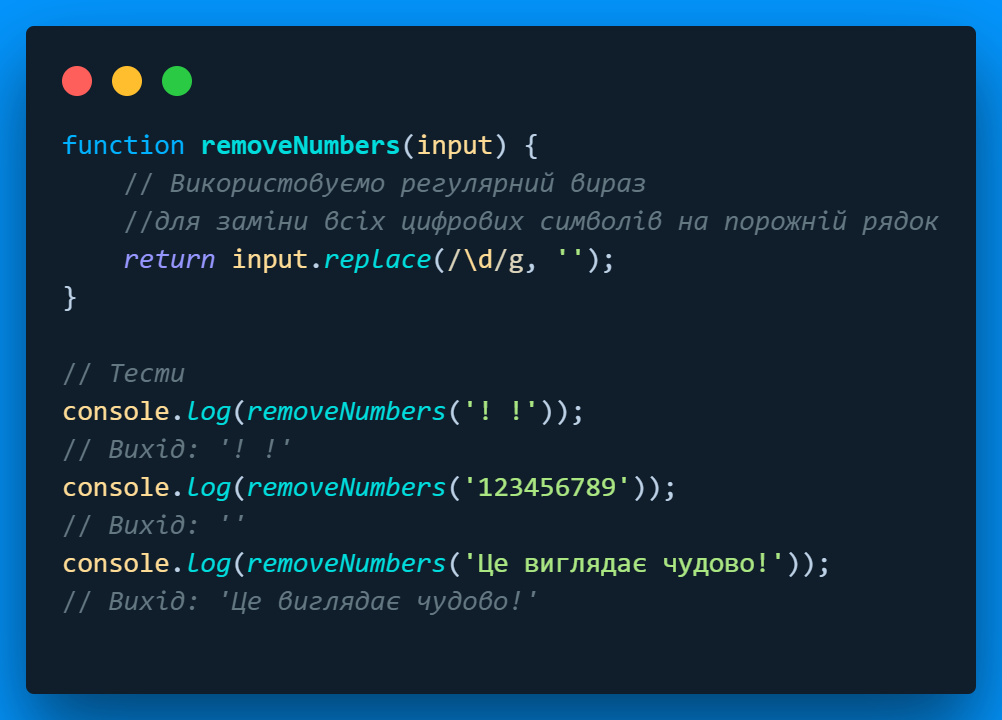 function removeNumbers(input) {
    // Використовуємо регулярний вираз
    //для заміни всіх цифрових символів на порожній рядок
    return input.replace(/\d/g, '');
}
// Тести
console.log(removeNumbers('! !'));
// Вихід: '! !'
console.log(removeNumbers('123456789'));
// Вихід: ''
console.log(removeNumbers('Це виглядає чудово!'));
// Вихід: 'Це виглядає чудово!'